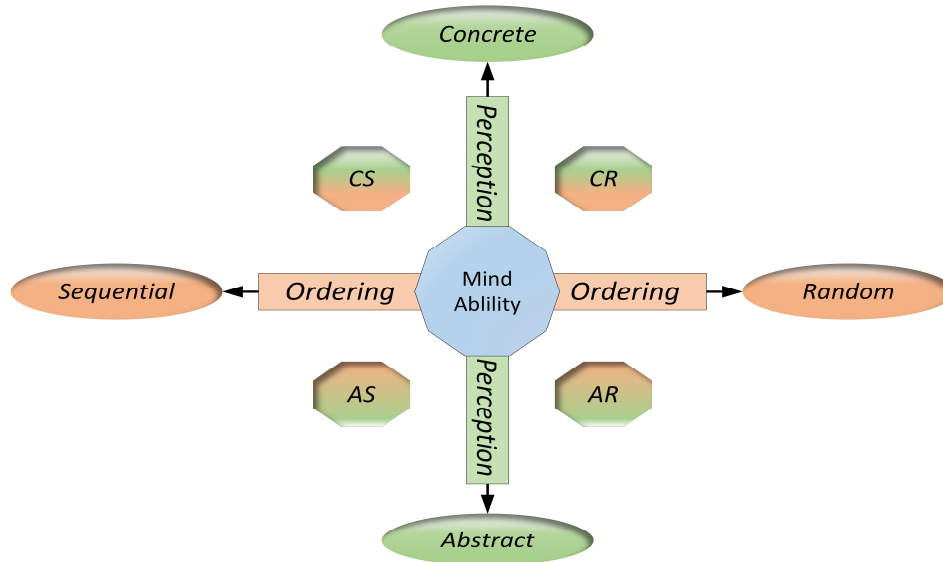 Concrete
Perception
CS
CR
Sequential
Ordering
Mind
Ablility
Ordering
Random
AS
AR
Perception
Abstract